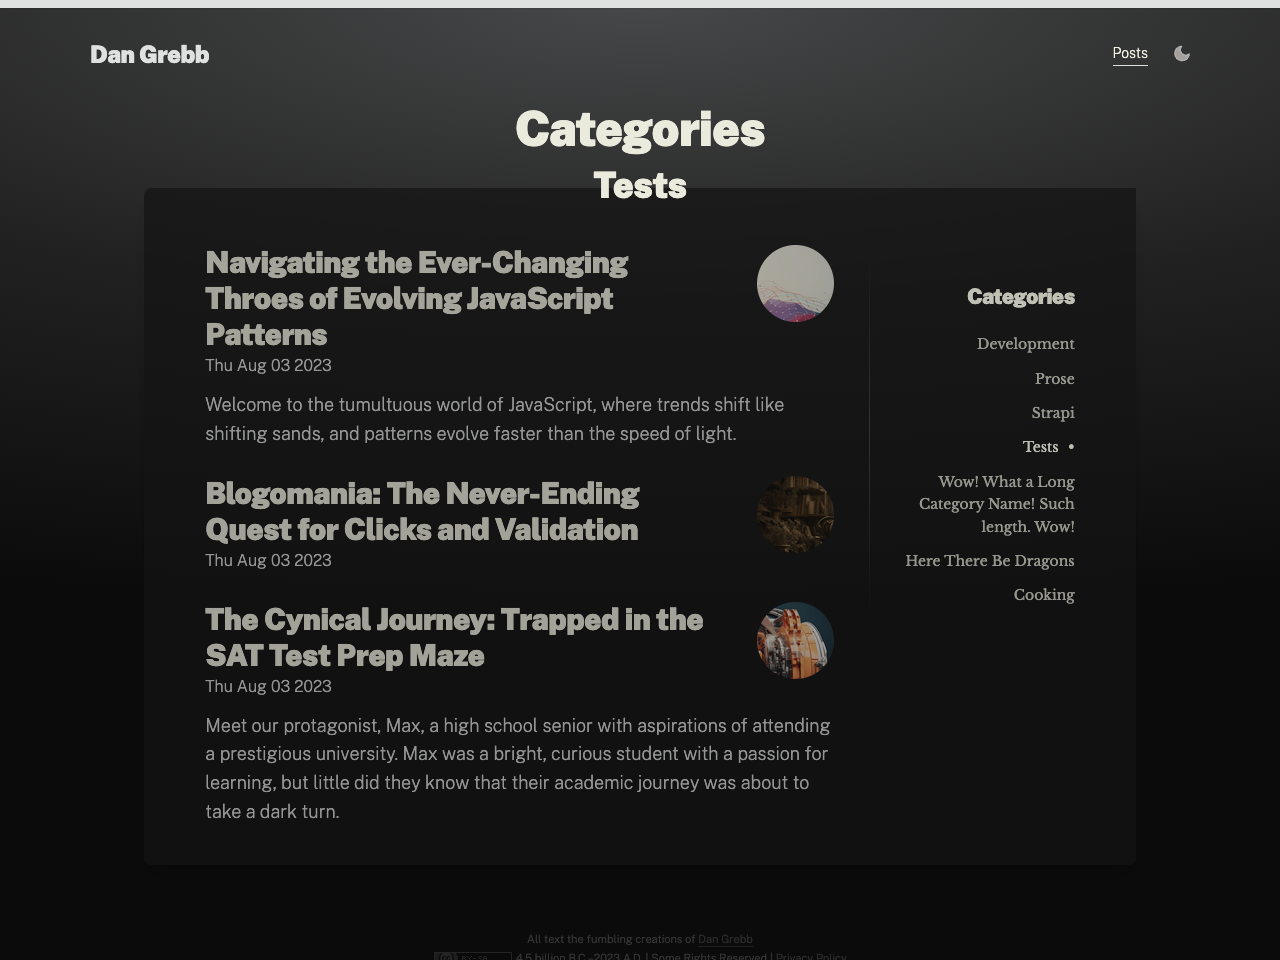 Dan Grebb
Posts
Categories
Tests
Navigating the Ever-Changing
Throes of Evolving JavaScript
Patterns
Thu Aug 03 2023
Welcome to the tumultuous world of JavaScript, where trends shift like
shifting sands, and patterns evolve faster than the speed of light.
Blogomania: The Never-Ending
Quest for Clicks and Validation
Thu Aug 03 2023
The Cynical Journey: Trapped in the
SAT Test Prep Maze
Thu Aug 03 2023
Meet our protagonist, Max, a high school senior with aspirations of attending
a prestigious university. Max was a bright, curious student with a passion for
learning, but little did they know that their academic journey was about to
take a dark turn.
Categories
Development
Prose
Strapi
Tests •
Wow! What a Long
Category Name! Such
length. Wow!
Here There Be Dragons
Cooking
All text the fumbling creations of Dan Grebb
4.5 billion B.C.–2023 A.D. | Some Rights Reserved | Privacy Policy